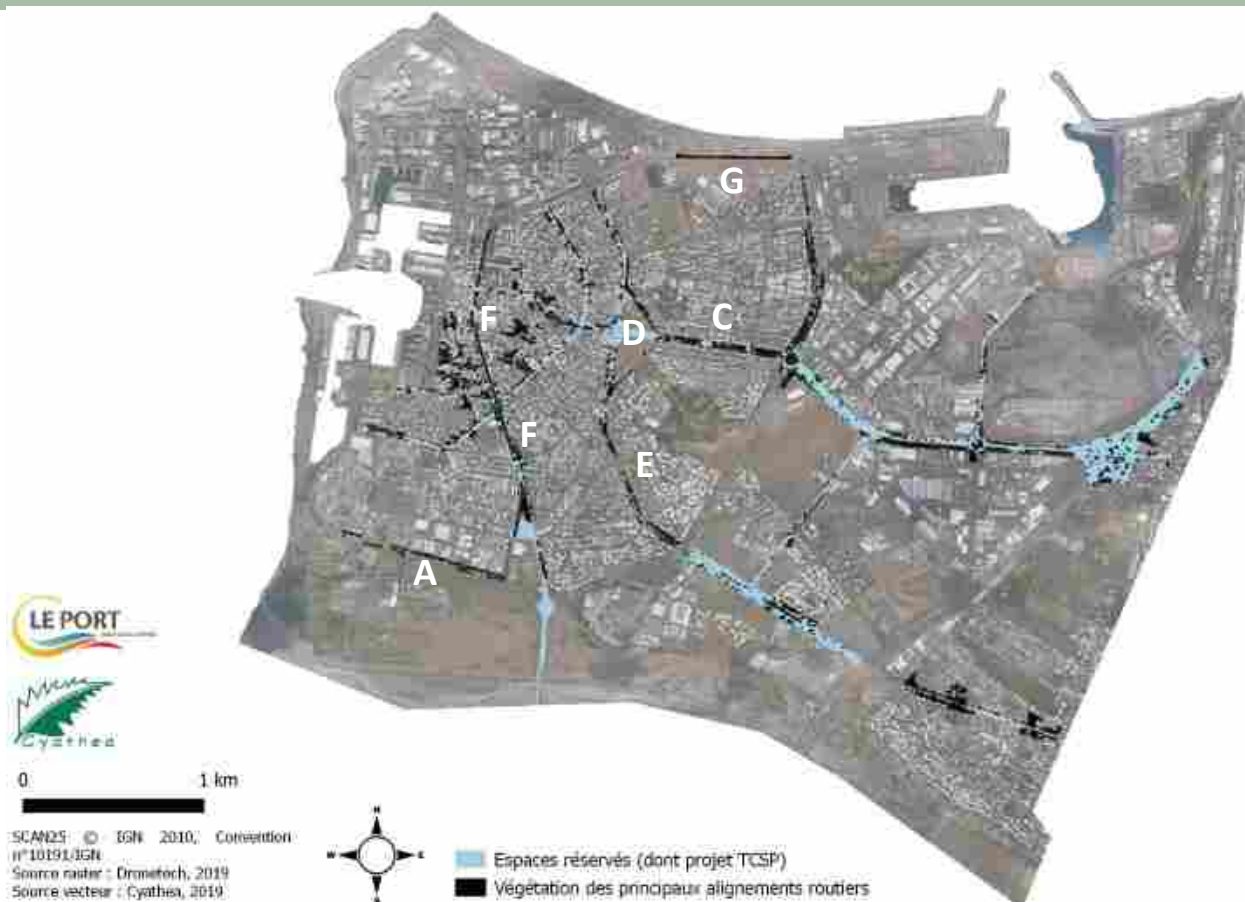 G
F
D
C
F
E
A
LE PORT
Cyathea
0 1 km
SCAN25 © IGN 2010, Convention
n°10191/IGN
Source raster : Dronetech, 2019
Source vecteur : Cyathea, 2019
N
W E
S
Espaces réservés (dont projet TCSP)
Végétation des principaux alignements routiers